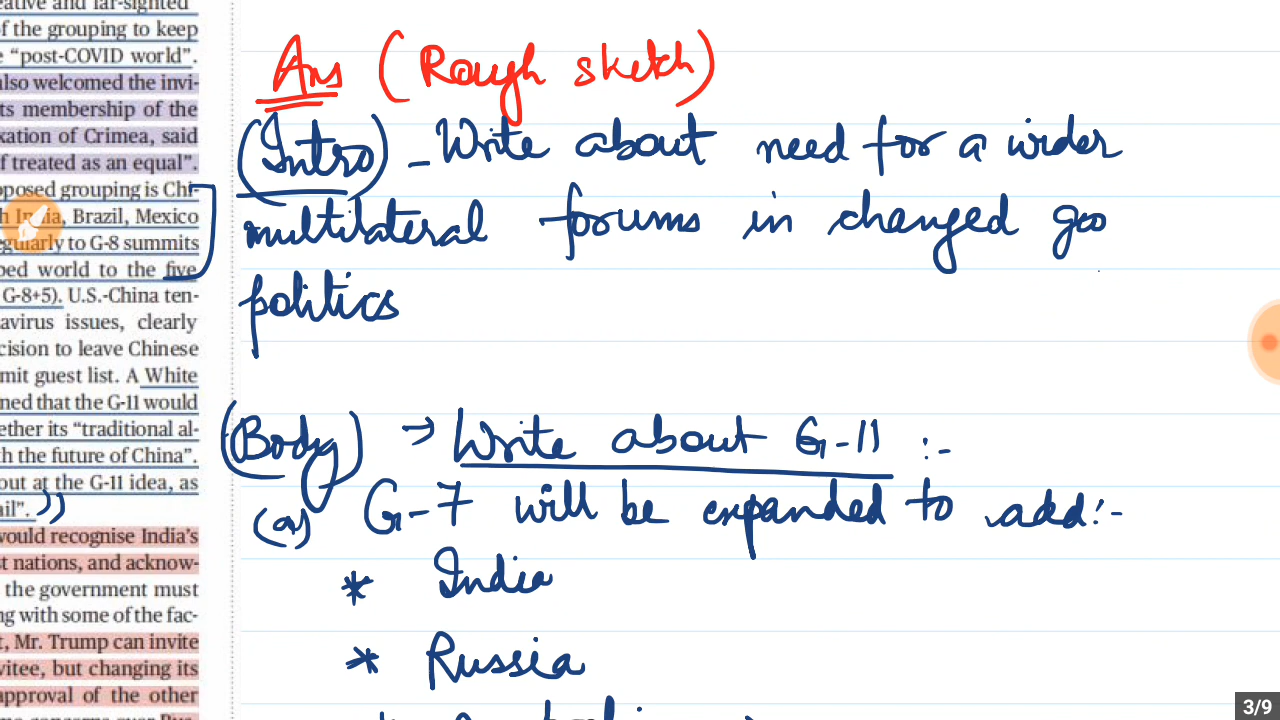 of the grouping to keep
"post-COVID world".
also welcomed the invi-
ts membership of the
xation of Crimea, said
f treated as an equal".
posed grouping is Chi-
h India, Brazil, Mexico
egularly to G-8 summits
ped world to the five
G-8+5). U.S.-China ten-
avirus issues, clearly
cision to leave Chinese
mit guest list. A White
ned that the G-11 would
ether its "traditional al-
h the future of China".
out at the G-11 idea, as
ail".
would recognise India's
st nations, and acknow-
the government must
ng with some of the fac-
t, Mr. Trump can invite
vitee, but changing its
approval of the other
Ans (Rough sketch)
(Intro) - Write about need for a wider
multilateral forums in changed geo
politics
(Body) → Write about G-11 :-
(a) G-7 will be expanded to add:-
* India
* Russia
3/9